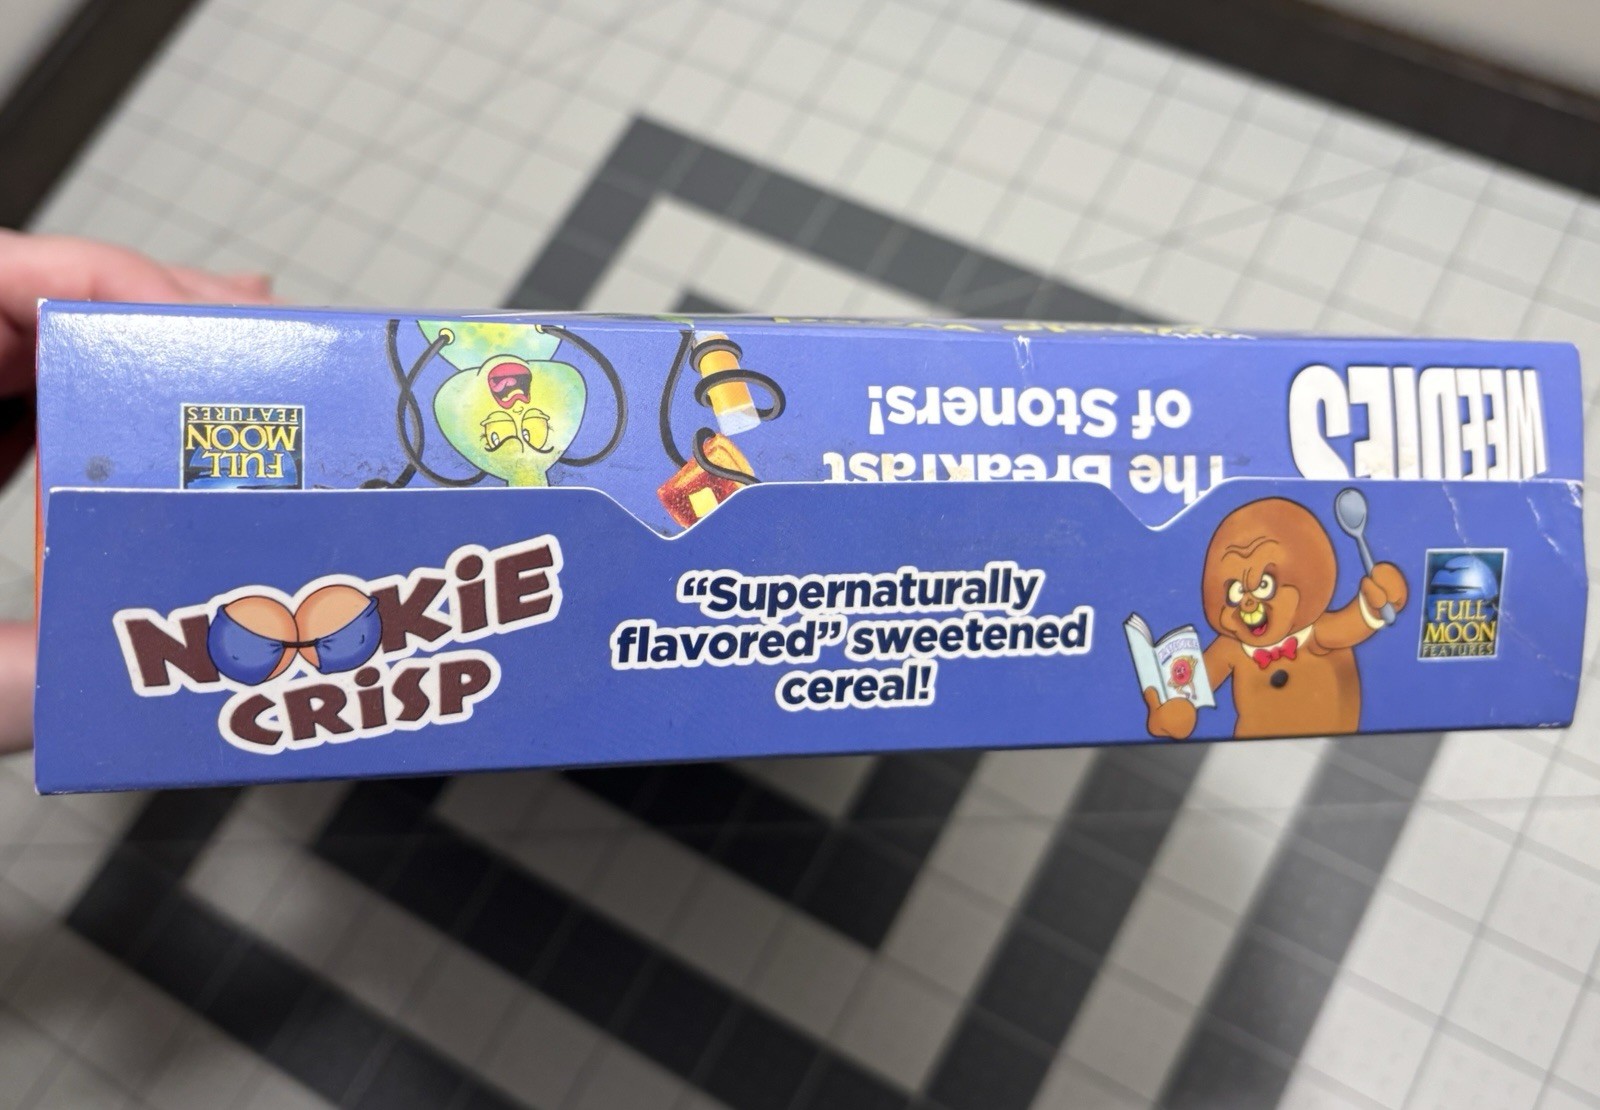 NOOKiE
CRiSP
“Supernaturally
flavored” sweetened
cereal!
FULL
MOON
FEATURES
WEEDIES
The Breakfast
of Stoners!
FULL
MOON
FEATURES